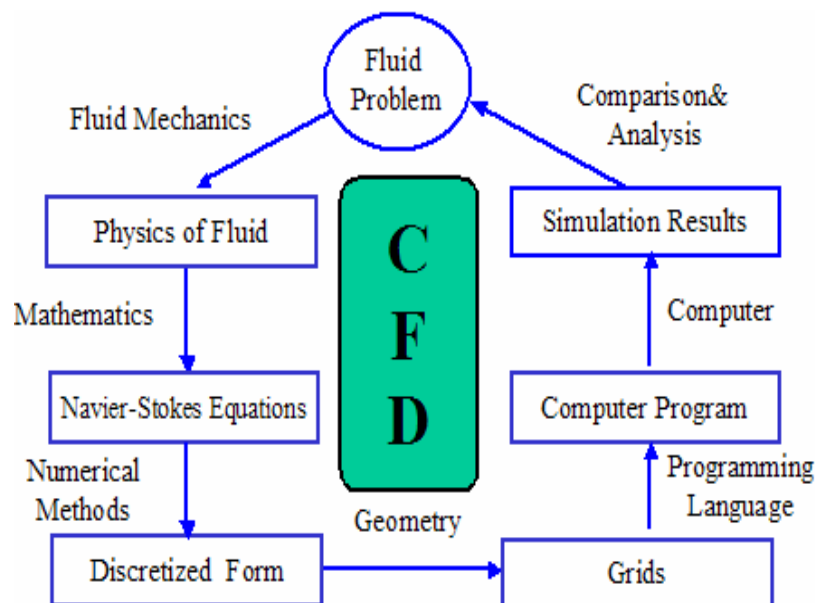 Fluid
Problem
Fluid Mechanics
Comparison&
Analysis
Physics of Fluid
C
F
D
Simulation Results
Mathematics
Computer
Navier-Stokes Equations
Computer Program
Numerical
Methods
Programming
Language
Geometry
Discretized Form
Grids